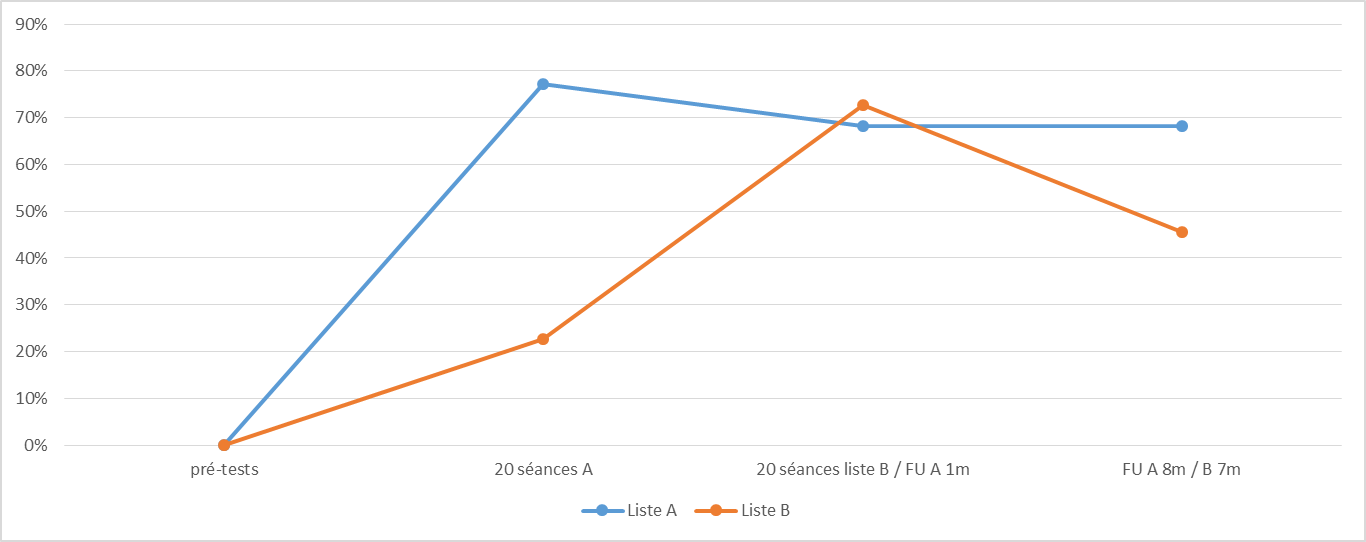 90%
80%
70%
60%
50%
40%
30%
20%
10%
0%
pré-tests
20 séances A
20 séances liste B / FU A 1m
FU A 8m / B 7m
Liste A
Liste B